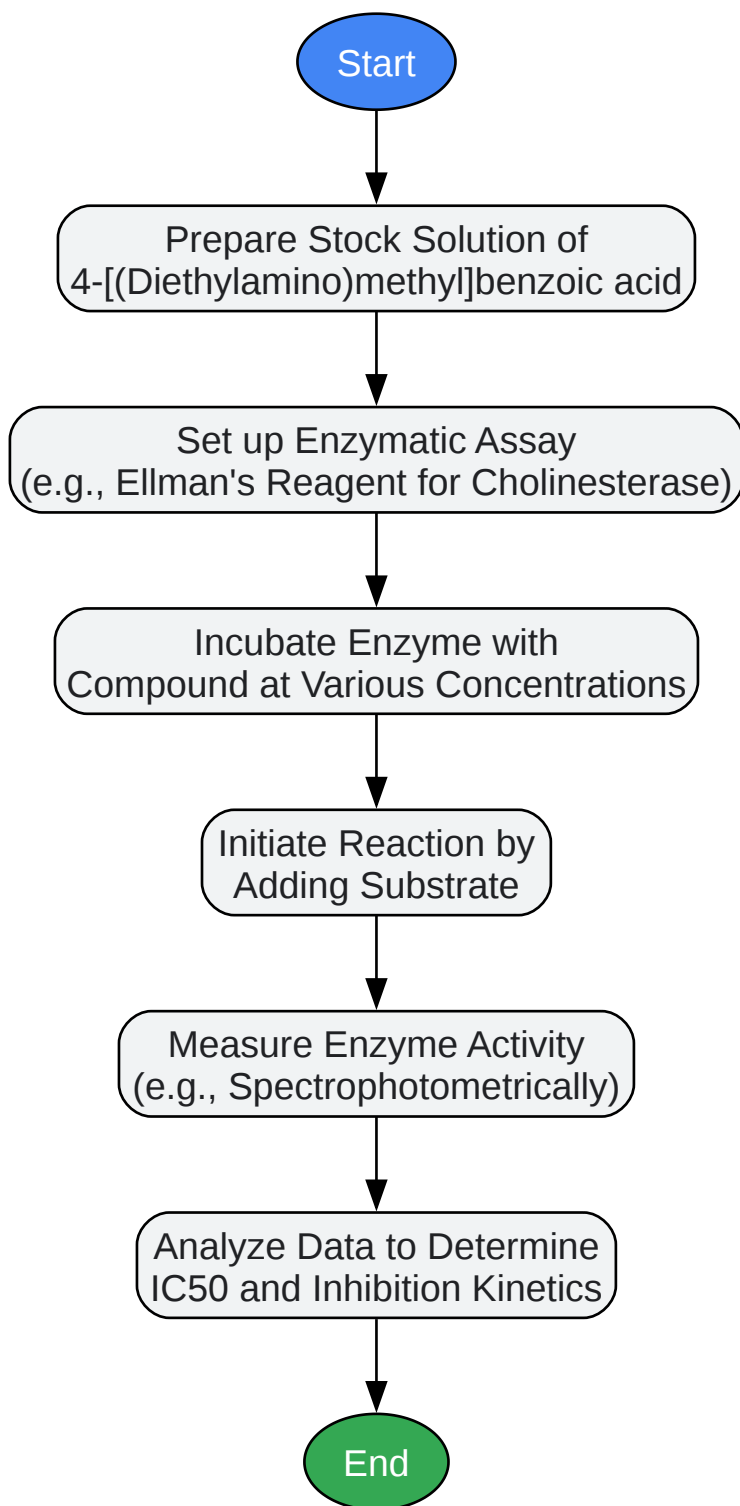 Start
Prepare Stock Solution of
4-[(Diethylamino)methyl]benzoic acid
Set up Enzymatic Assay
(e.g., Ellman's Reagent for Cholinesterase)
Incubate Enzyme with
Compound at Various Concentrations
Initiate Reaction by
Adding Substrate
Measure Enzyme Activity
(e.g., Spectrophotometrically)
Analyze Data to Determine
IC50 and Inhibition Kinetics
End